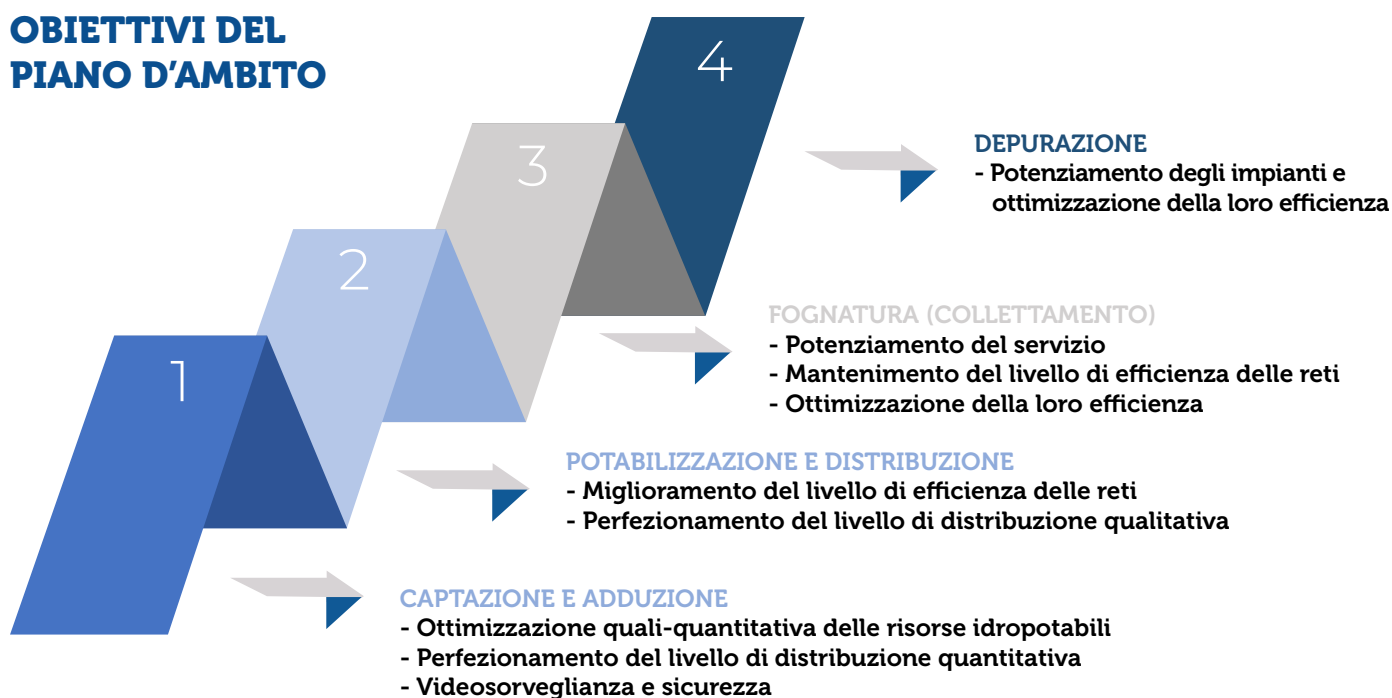 OBIETTIVI DEL
PIANO D'AMBITO
4
3
2
1
DEPURAZIONE
- Potenziamento degli impianti e
ottimizzazione della loro efficienza
FOGNATURA (COLLETTAMENTO)
- Potenziamento del servizio
- Mantenimento del livello di efficienza delle reti
- Ottimizzazione della loro efficienza
POTABILIZZAZIONE E DISTRIBUZIONE
- Miglioramento del livello di efficienza delle reti
- Perfezionamento del livello di distribuzione qualitativa
CAPTAZIONE E ADDUZIONE
- Ottimizzazione quali-quantitativa delle risorse idropotabili
- Perfezionamento del livello di distribuzione quantitativa
- Videosorveglianza e sicurezza